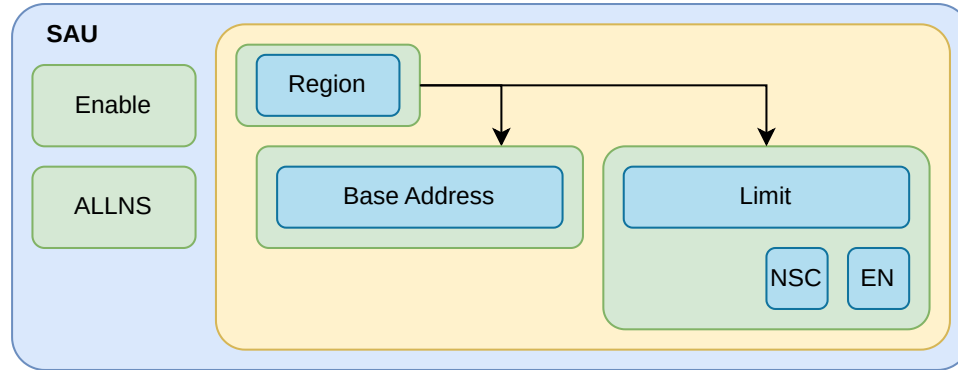 SAU
Enable
ALLNS
Region
Base Address
Limit
NSC
EN